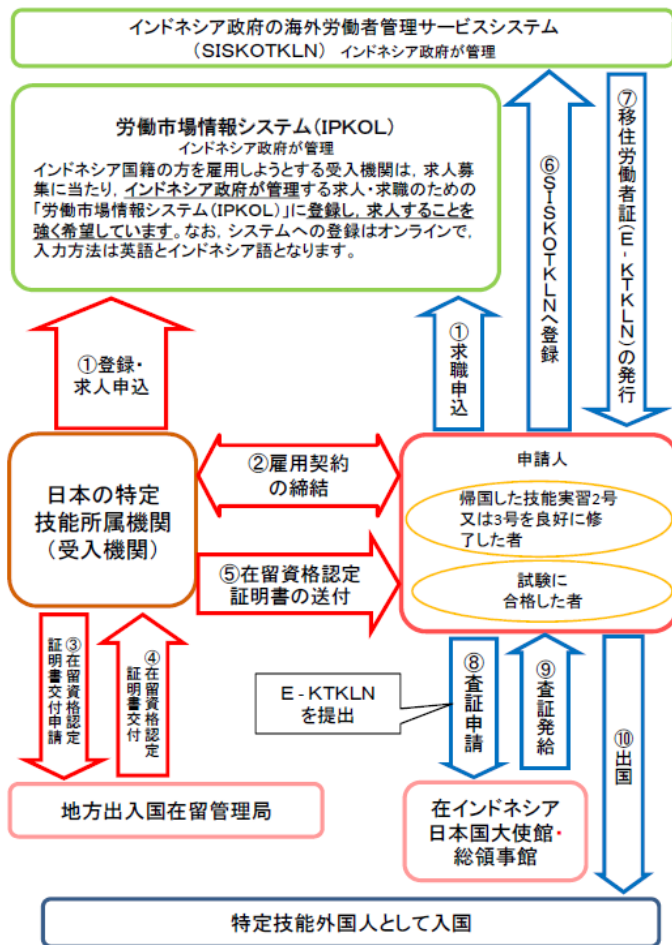 インドネシア政府の海外労働者管理サービスシステム
(SISKOTKLN) インドネシア政府が管理
労働市場情報システム(IPKOL)
インドネシア政府が管理
インドネシア国籍の方を雇用しようとする受入機関は，求人募
集に当たり，インドネシア政府が管理する求人・求職のための
「労働市場情報システム(IPKOL)」に登録し，求人することを
強く希望しています。なお，システムへの登録はオンラインで，
入力方法は英語とインドネシア語となります。
①登録・
求人申込
①求職申込
⑥SISKOTKLNへ登録
⑦移住労働者証(E-KTKLN)の発行
日本の特定
技能所属機関
(受入機関)
②雇用契約
の締結
⑤在留資格認定
証明書の送付
申請人
帰国した技能実習2号
又は3号を良好に修
了した者
試験に
合格した者
③在留資格認定
証明書交付申請
④在留資格認定
証明書交付
E-KTKLN
を提出
⑧査証申請
⑨査証発給
⑩出国
地方出入国在留管理局
在インドネシア
日本国大使館・
総領事館
特定技能外国人として入国